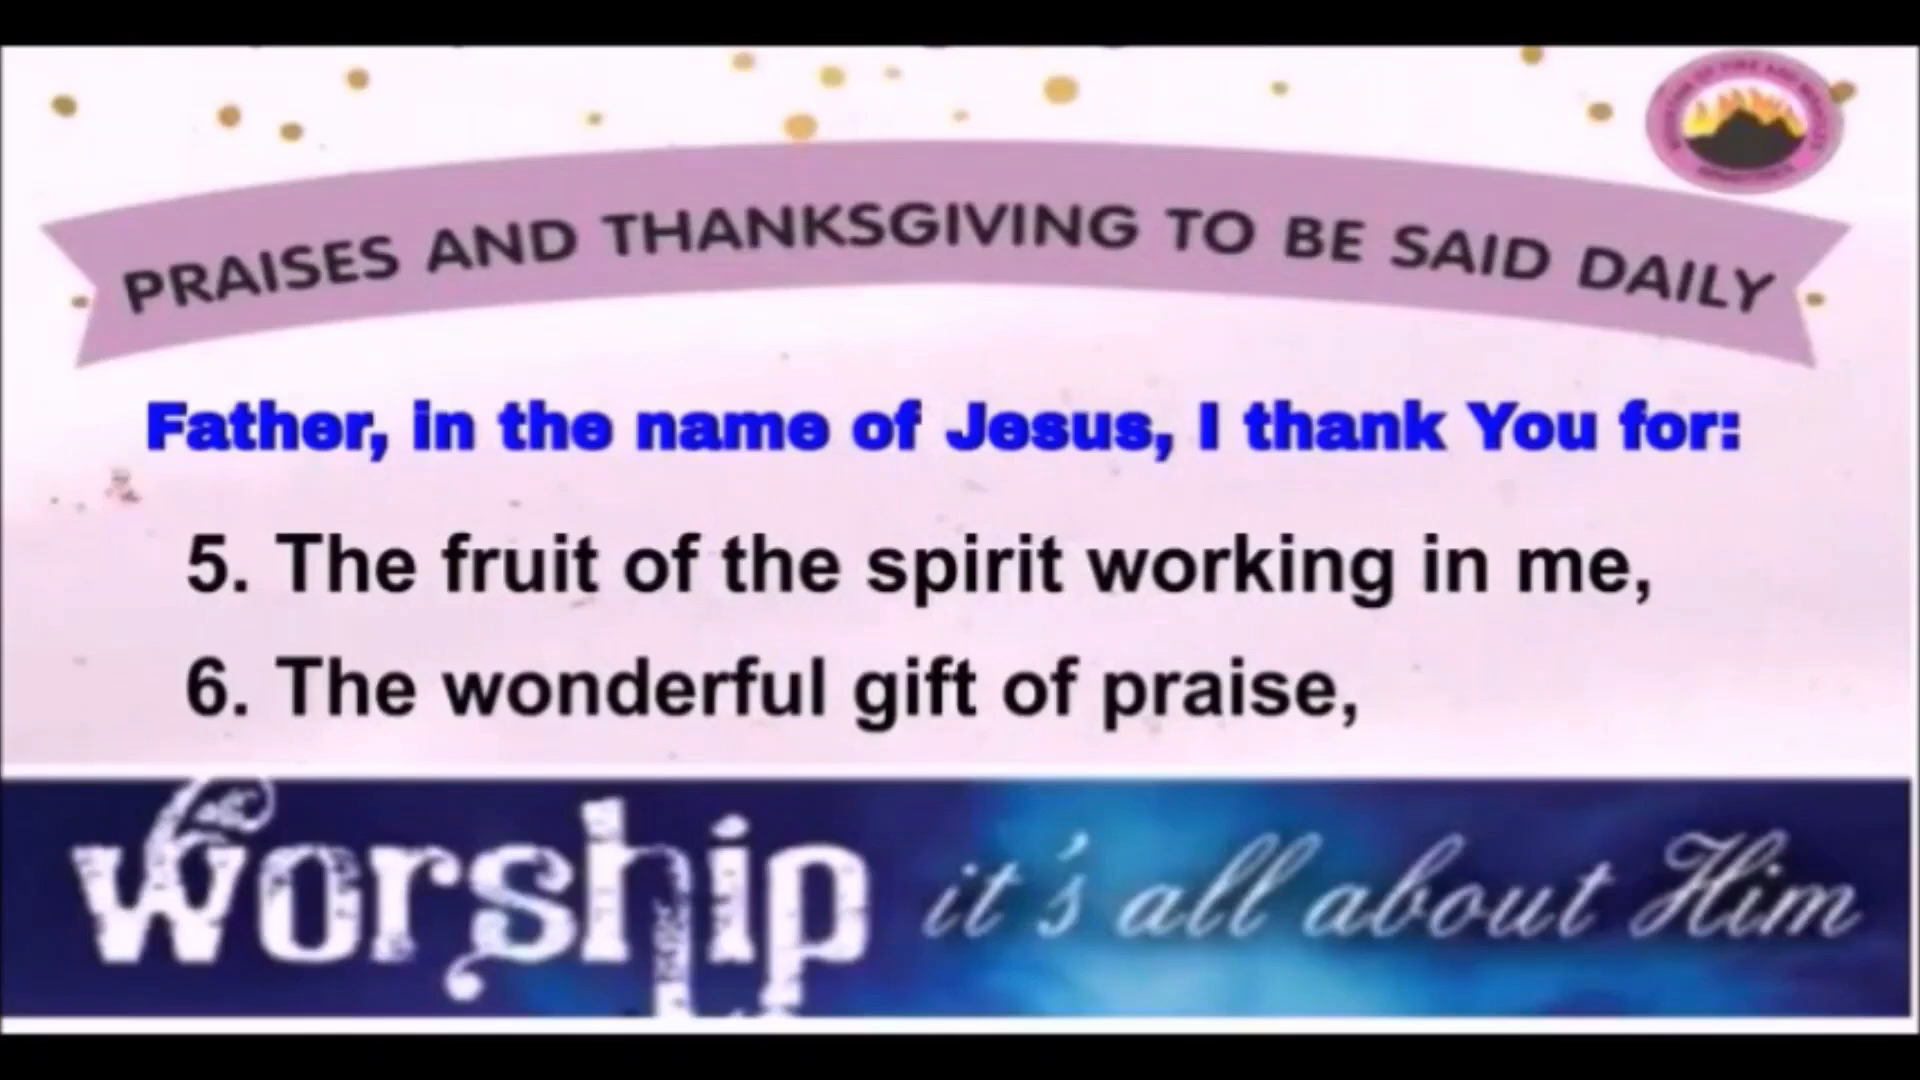 PRAISES AND THANKSGIVING TO BE SAID DAILY
Father, in the name of Jesus, I thank You for:
5. The fruit of the spirit working in me,
6. The wonderful gift of praise,
worship it's all about Him